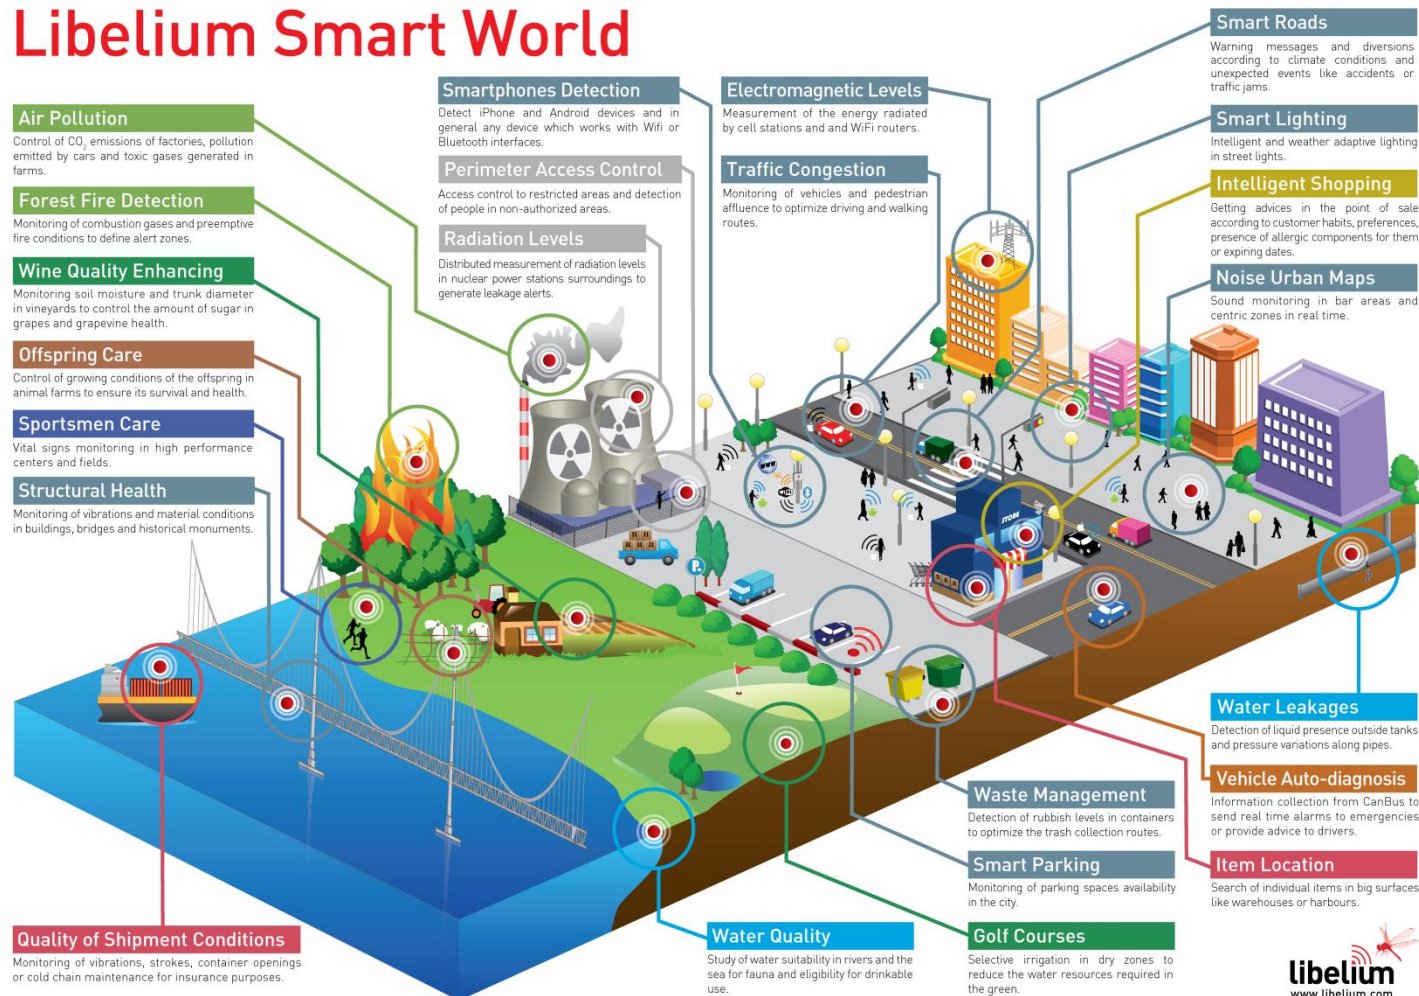 Libelium Smart World
Air Pollution
Control of CO₂ emissions of factories, pollution
emitted by cars and toxic gases generated in
farms.
Forest Fire Detection
Monitoring of combustion gases and preemptive
fire conditions to define alert zones.
Wine Quality Enhancing
Monitoring soil moisture and trunk diameter
in vineyards to control the amount of sugar in
grapes and grapevine health.
Offspring Care
Control of growing conditions of the offspring in
animal farms to ensure its survival and health.
Sportsmen Care
Vital signs monitoring in high performance
centers and fields.
Structural Health
Monitoring of vibrations and material conditions
in buildings, bridges and historical monuments.
Quality of Shipment Conditions
Monitoring of vibrations, strokes, container openings
or cold chain maintenance for insurance purposes.
Smartphones Detection
Detect iPhone and Android devices and in
general any device which works with Wifi or
Bluetooth interfaces.
Perimeter Access Control
Access control to restricted areas and detection
of people in non-authorized areas.
Radiation Levels
Distributed measurement of radiation levels
in nuclear power stations surroundings to
generate leakage alerts.
Electromagnetic Levels
Measurement of the energy radiated
by cell stations and and WiFi routers.
Traffic Congestion
Monitoring of vehicles and pedestrian
affluence to optimize driving and walking
routes.
Smart Roads
Warning messages and diversions
according to climate conditions and
unexpected events like accidents or
traffic jams.
Smart Lighting
Intelligent and weather adaptive lighting
in street lights.
Intelligent Shopping
Getting advices in the point of sale
according to customer habits, preferences,
presence of allergic components for them
or expiring dates.
Noise Urban Maps
Sound monitoring in bar areas and
centric zones in real time.
www
STORE
P
Water Leakages
Detection of liquid presence outside tanks
and pressure variations along pipes.
Vehicle Auto-diagnosis
Information collection from CanBus to
send real time alarms to emergencies
or provide advice to drivers.
Item Location
Search of individual items in big surfaces
like warehouses or harbours.
Waste Management
Detection of rubbish levels in containers
to optimize the trash collection routes.
Smart Parking
Monitoring of parking spaces availability
in the city.
Golf Courses
Selective irrigation in dry zones to
reduce the water resources required in
the green.
Water Quality
Study of water suitability in rivers and the
sea for fauna and eligibility for drinkable
use.
libelium
www.libelium.com